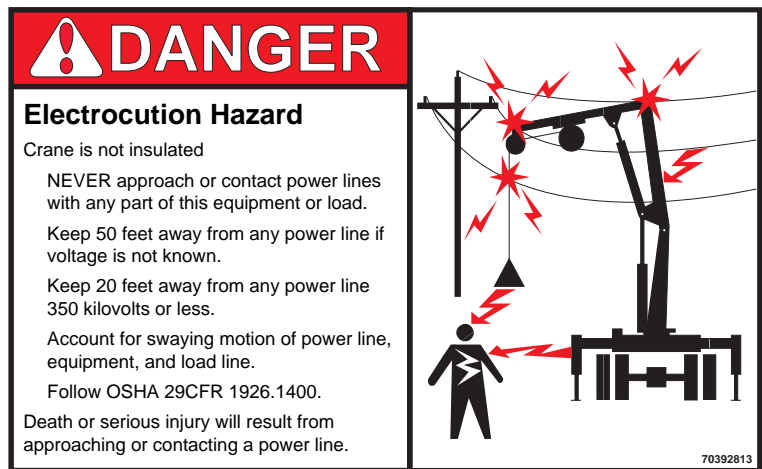 DANGER
Electrocution Hazard
Crane is not insulated
NEVER approach or contact power lines
with any part of this equipment or load.
Keep 50 feet away from any power line if
voltage is not known.
Keep 20 feet away from any power line
350 kilovolts or less.
Account for swaying motion of power line,
equipment, and load line.
Follow OSHA 29CFR 1926.1400.
Death or serious injury will result from
approaching or contacting a power line.
70392813